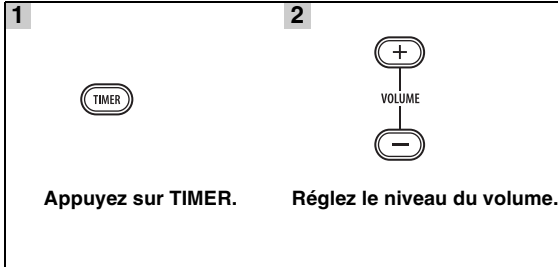 1
TIMER
Appuyez sur TIMER.
2
+
VOLUME
–
Réglez le niveau du volume.